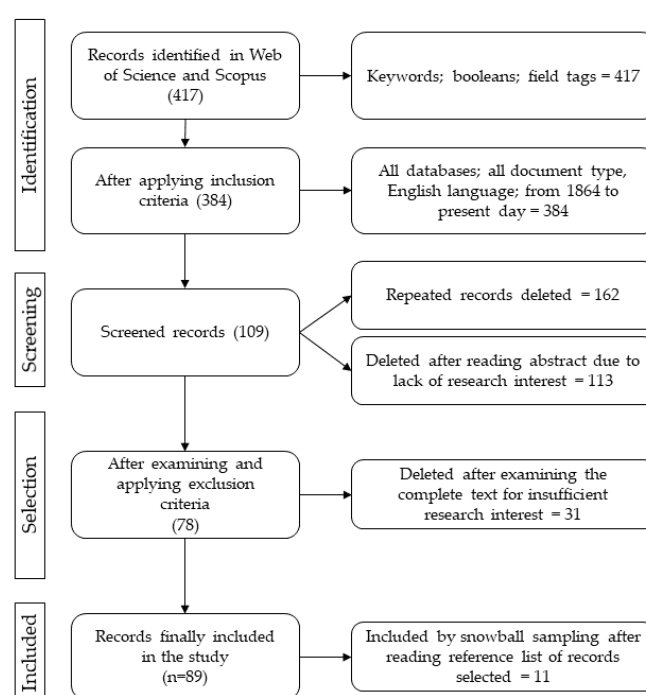 Identification
Records identified in Web
of Science and Scopus
(417)
Keywords; booleans; field tags = 417
After applying inclusion
criteria (384)
All databases; all document type,
English language; from 1864 to
present day = 384
Screening
Screened records (109)
Repeated records deleted = 162
Deleted after reading abstract due to
lack of research interest = 113
Selection
After examining and
applying exclusion
criteria
(78)
Deleted after examining the
complete text for insufficient
research interest = 31
Included
Records finally included
in the study
(n=89)
Included by snowball sampling after
reading reference list of records
selected = 11